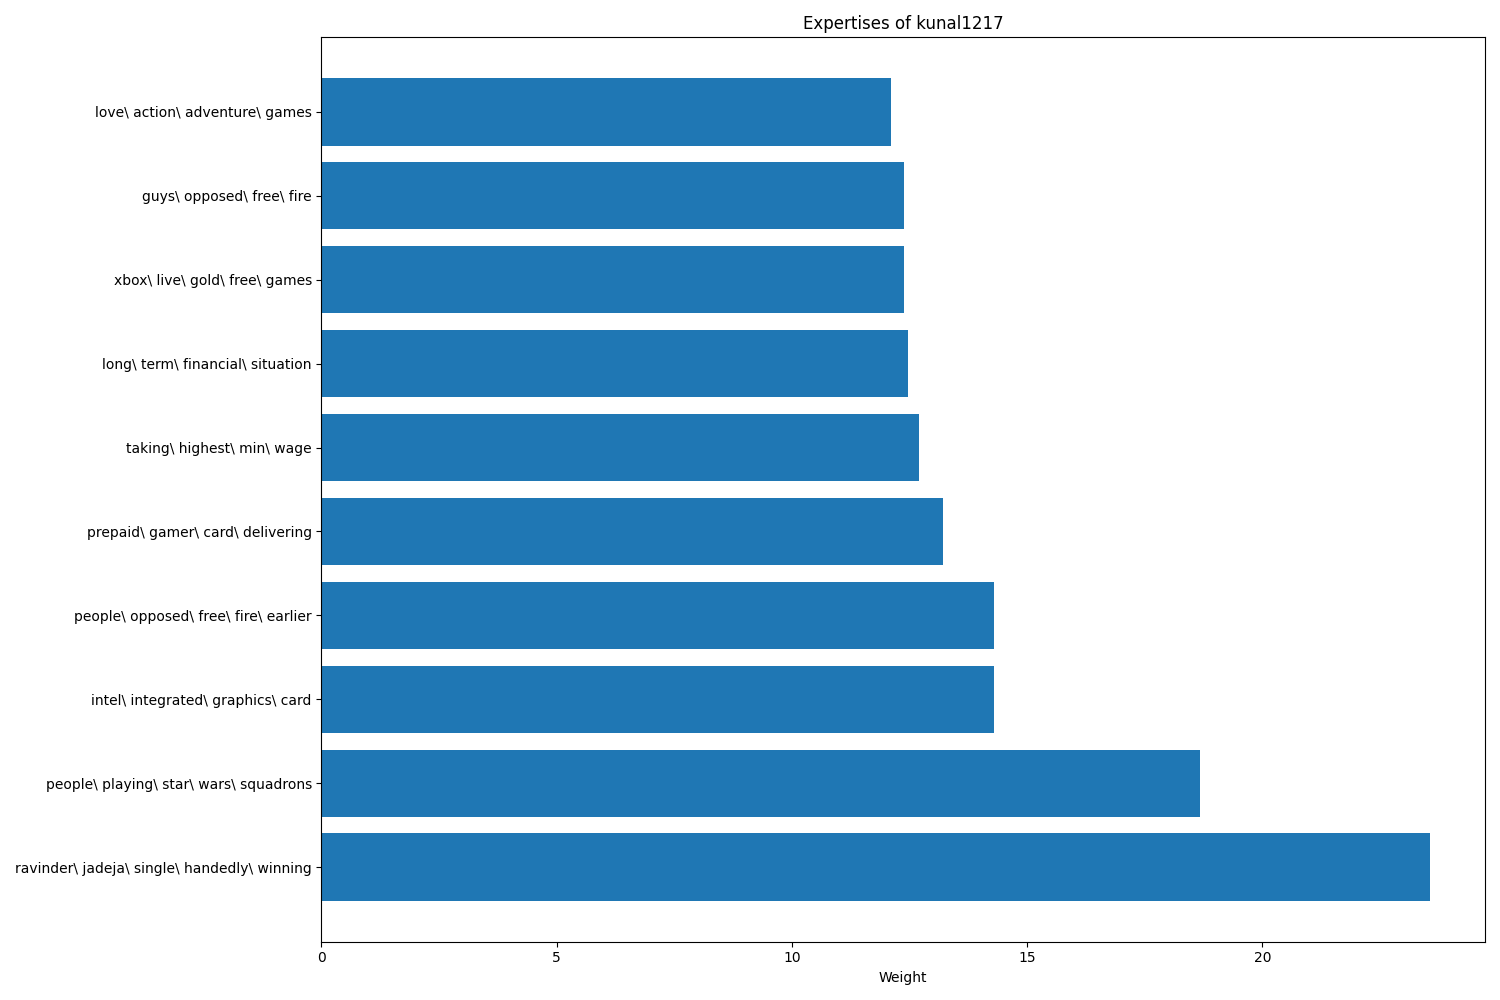 Expertises of kunal1217
love\ action\ adventure\ games
guys\ opposed\ free\ fire
xbox\ live\ gold\ free\ games
long\ term\ financial\ situation
taking\ highest\ min\ wage
prepaid\ gamer\ card\ delivering
people\ opposed\ free\ fire\ earlier
intel\ integrated\ graphics\ card
people\ playing\ star\ wars\ squadrons
ravinder\ jadeja\ single\ handedly\ winning
0 5 10 15 20
Weight